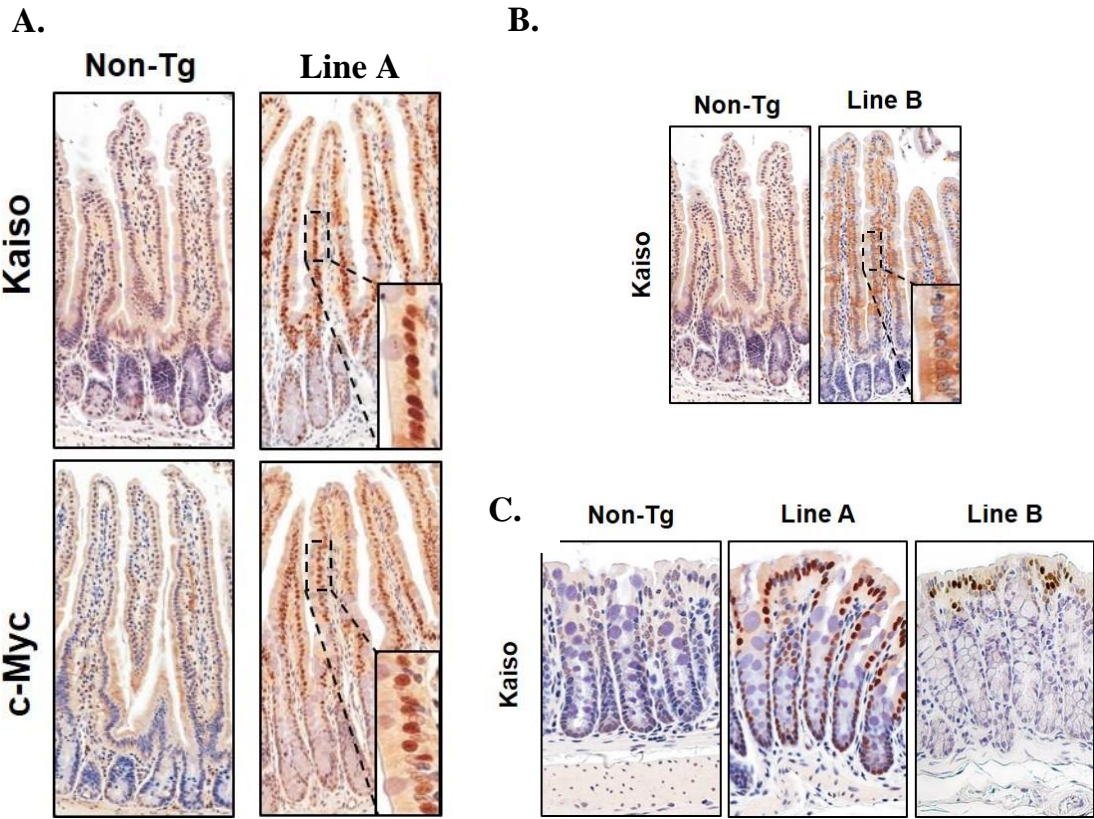 A.
Non-Tg
Line A
Kaiso
c-Myc
B.
Non-Tg
Line B
Kaiso
C.
Non-Tg
Line A
Line B
Kaiso